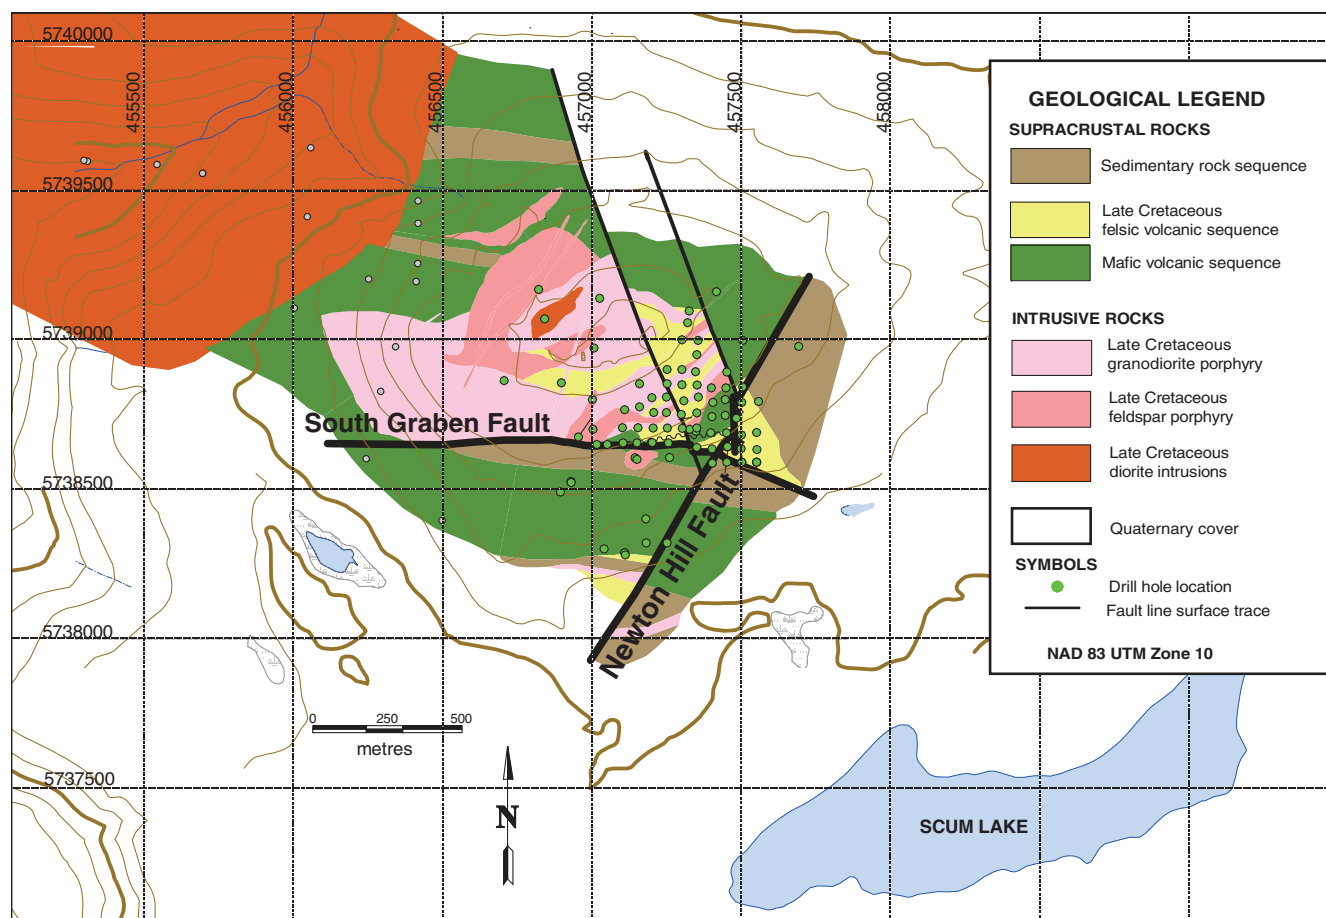 5740000
455500
456000
456500
457000
457500
458000
5739500
5739000
South Graben Fault
5738500
Newton Hill Fault
5738000
0 250 500
metres
5737500
N
SCUM LAKE
GEOLOGICAL LEGEND
SUPRACRUSTAL ROCKS
Sedimentary rock sequence
Late Cretaceous
felsic volcanic sequence
Mafic volcanic sequence
INTRUSIVE ROCKS
Late Cretaceous
granodiorite porphyry
Late Cretaceous
feldspar porphyry
Late Cretaceous
diorite intrusions
Quaternary cover
SYMBOLS
Drill hole location
Fault line surface trace
NAD 83 UTM Zone 10